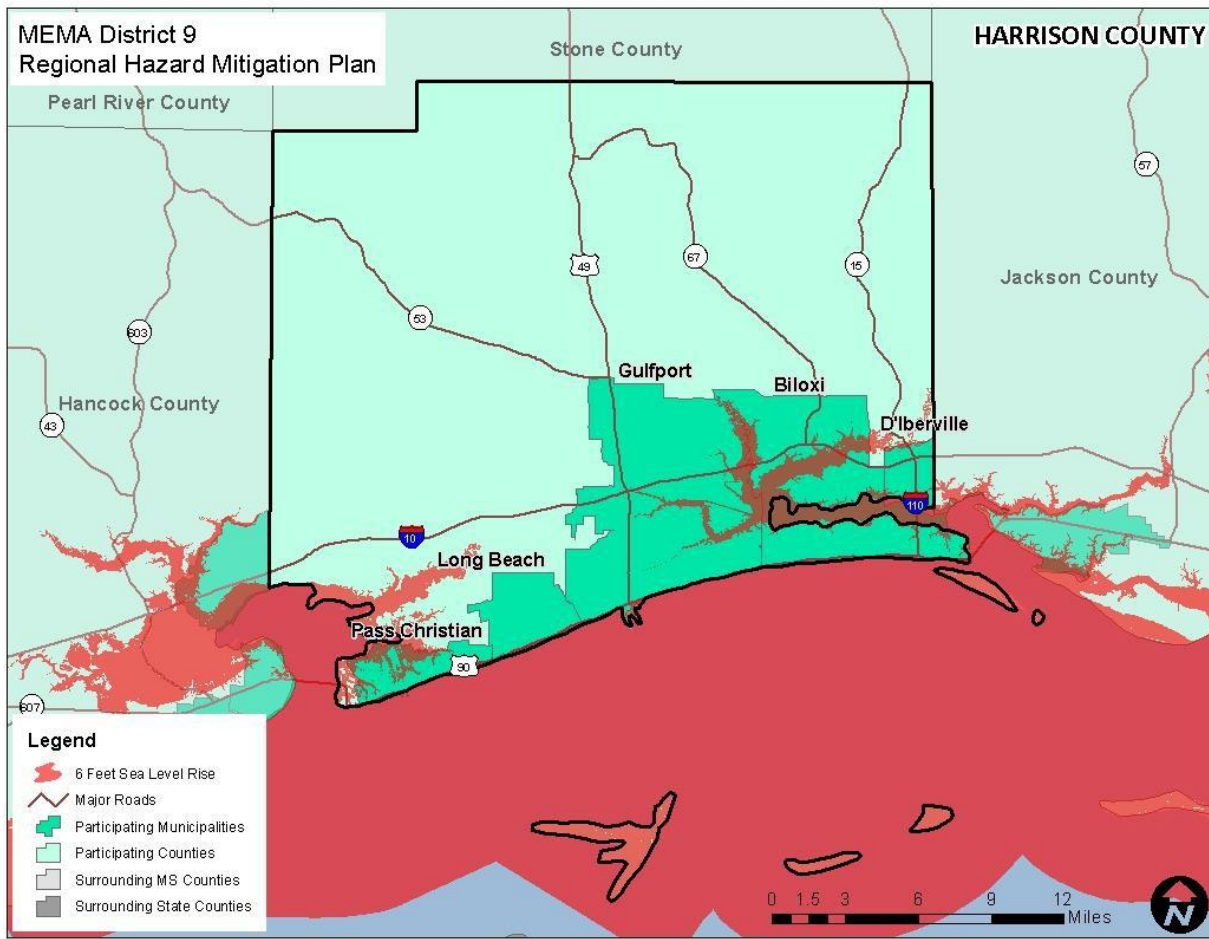 MEMA District 9
Regional Hazard Mitigation Plan
HARRISON COUNTY
Stone County
Pearl River County
57
49
67
15
Jackson County
53
603
Gulfport
Biloxi
Hancock County
43
D'Iberville
110
10
Long Beach
Pass Christian
90
607
Legend
6 Feet Sea Level Rise
Major Roads
Participating Municipalities
Participating Counties
Surrounding MS Counties
Surrounding State Counties
0 1.5 3 6 9 12
Miles
N